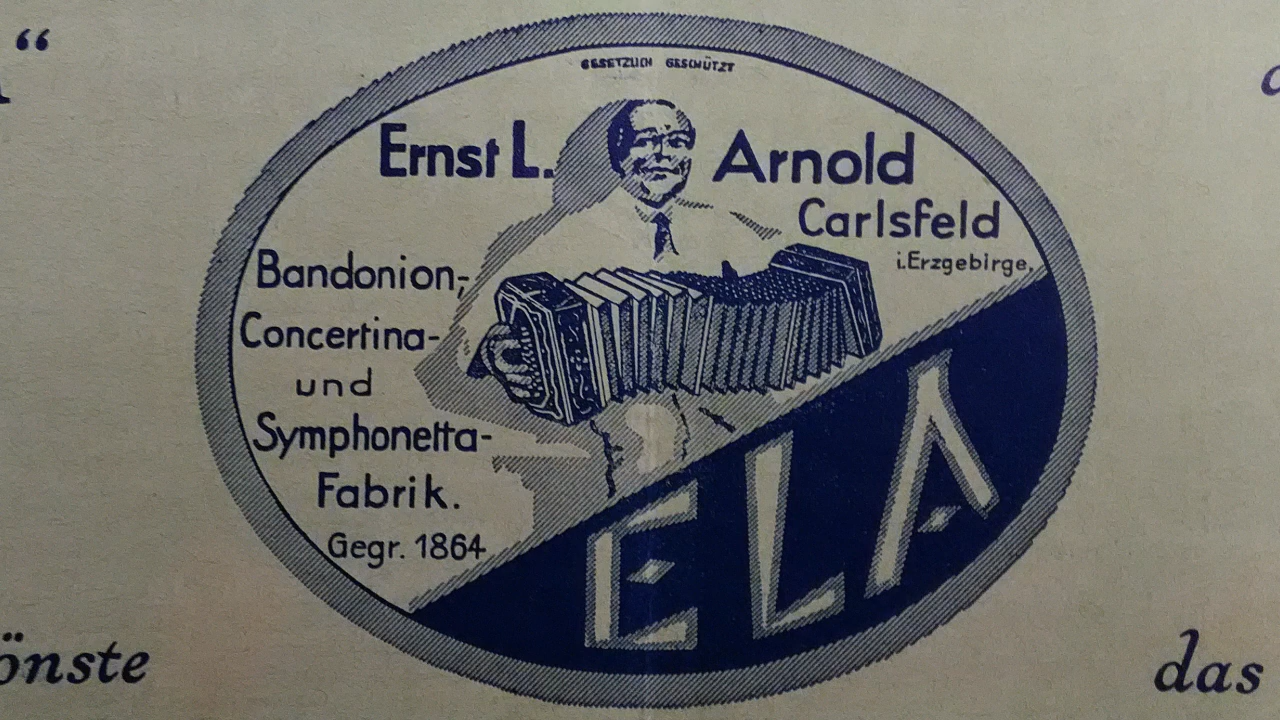 “
GESETZLICH GESCHÜTZT
Ernst L. Arnold
Carlsfeld
i.Erzgebirge.
Bandonion-,
Concertina-
und
Symphonetta-
Fabrik.
Gegr. 1864
ELA
önste
das